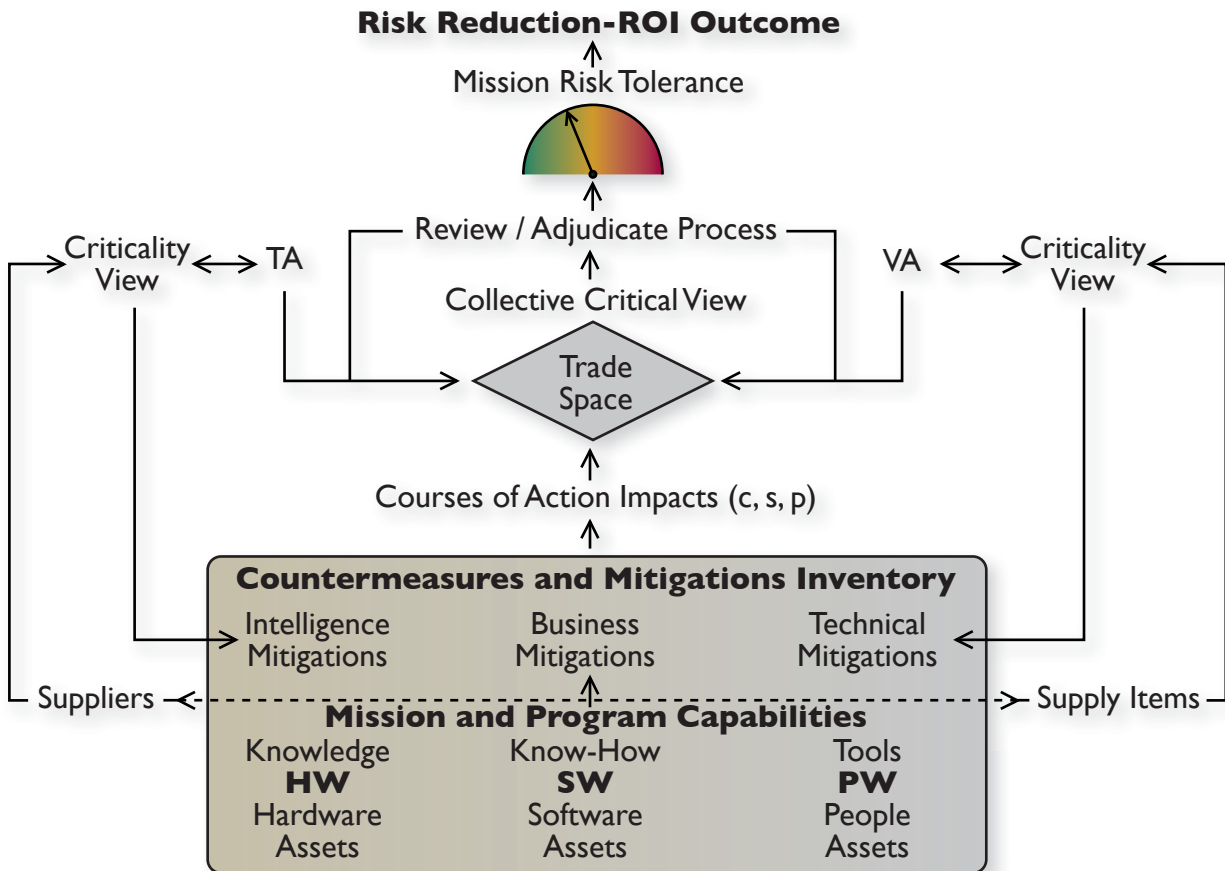 Risk Reduction-ROI Outcome
Mission Risk Tolerance
Review / Adjudicate Process
Criticality
View
TA
VA
Criticality
View
Collective Critical View
Trade
Space
Courses of Action Impacts (c, s, p)
Countermeasures and Mitigations Inventory
Intelligence
Mitigations
Business
Mitigations
Technical
Mitigations
Suppliers
Supply Items
Mission and Program Capabilities
Knowledge
HW
Hardware
Assets
Know-How
SW
Software
Assets
Tools
PW
People
Assets